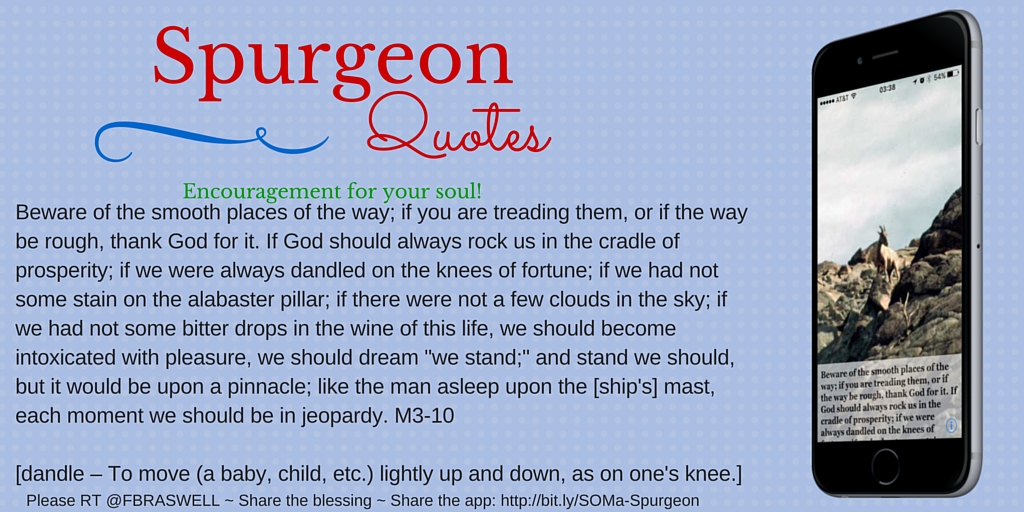 Spurgeon
Quotes
Encouragement for your soul!
Beware of the smooth places of the way; if you are treading them, or if the way
be rough, thank God for it. If God should always rock us in the cradle of
prosperity; if we were always dandled on the knees of fortune; if we had not
some stain on the alabaster pillar; if there were not a few clouds in the sky; if
we had not some bitter drops in the wine of this life, we should become
intoxicated with pleasure, we should dream "we stand;" and stand we should,
but it would be upon a pinnacle; like the man asleep upon the [ship's] mast,
each moment we should be in jeopardy. M3-10
[dandle – To move (a baby, child, etc.) lightly up and down, as on one's knee.]
Please RT @FBRASWELL ~ Share the blessing ~ Share the app: http://bit.ly/SOMa-Spurgeon
AT&T 03:38 54%
Beware of the smooth places of the
way; if you are treading them, or if
the way be rough, thank God for it. If
God should always rock us in the
cradle of prosperity; if we were
always dandled on the knees of